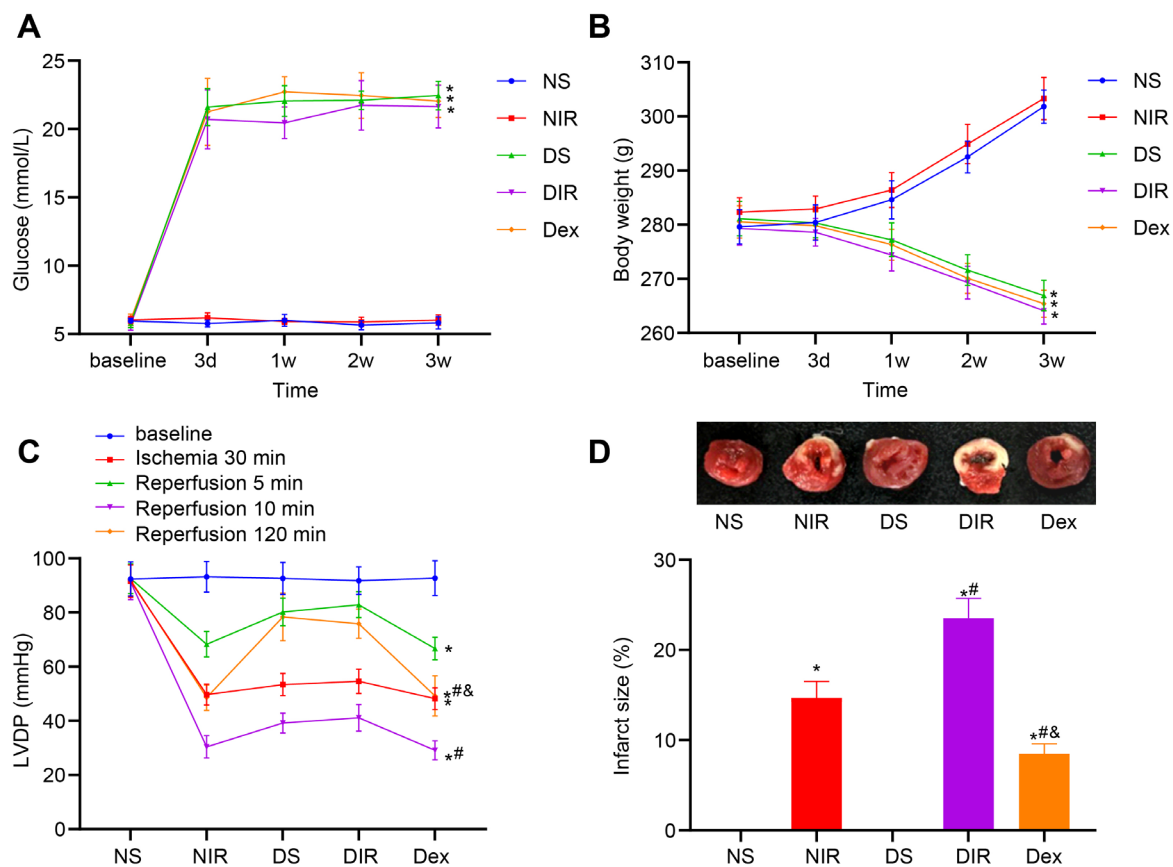 A
Glucose (mmol/L)
25
20
15
10
5
baseline 3d 1w 2w 3w
Time
*
*
*
NS
NIR
DS
DIR
Dex
B
Body weight (g)
310
300
290
280
270
260
baseline 3d 1w 2w 3w
Time
*
*
*
NS
NIR
DS
DIR
Dex
C
baseline
Ischemia 30 min
Reperfusion 5 min
Reperfusion 10 min
Reperfusion 120 min
LVDP (mmHg)
100
80
60
40
20
0
*
*#&
*
*#
NS NIR DS DIR Dex
D
NS NIR DS DIR Dex
Infarct size (%)
30
20
10
0
*
*#
*#&
NS NIR DS DIR Dex